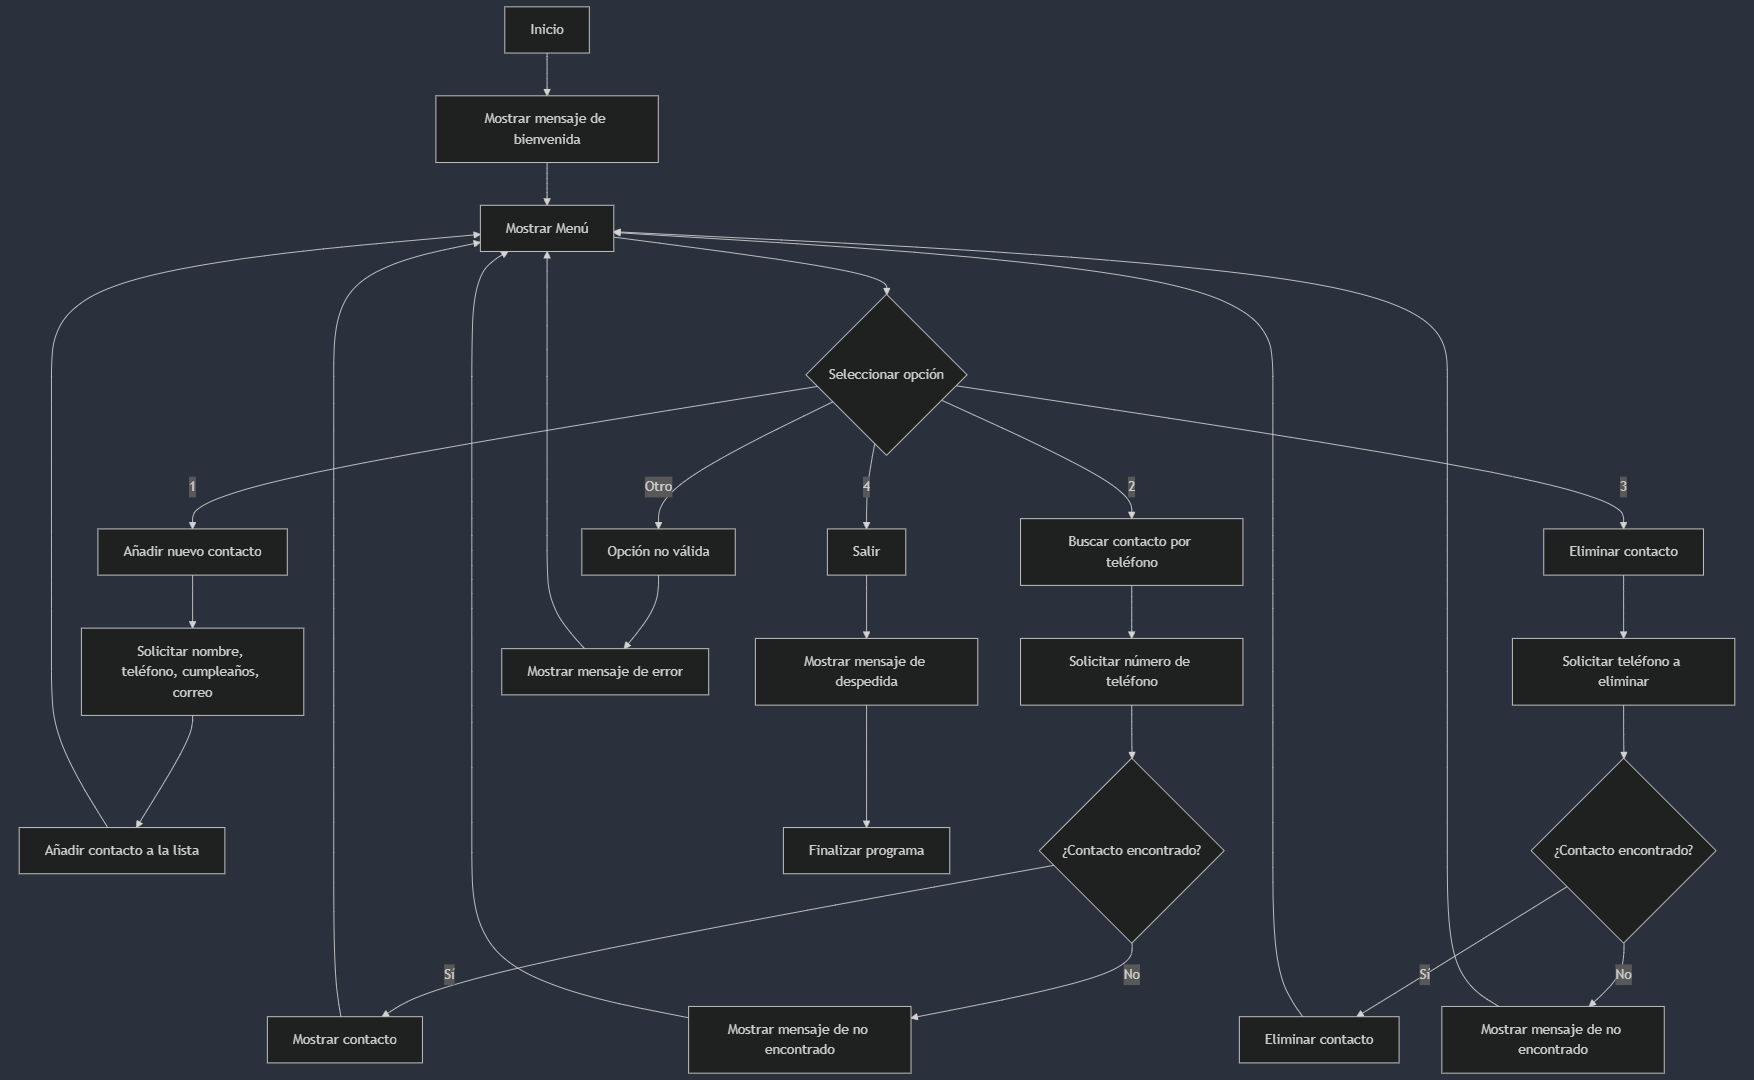 Inicio
Mostrar mensaje de
bienvenida
Mostrar Menú
Seleccionar opción
1
Otro
4
2
3
Añadir nuevo contacto
Opción no válida
Salir
Buscar contacto por
teléfono
Eliminar contacto
Solicitar nombre,
teléfono, cumpleaños,
correo
Mostrar mensaje de error
Mostrar mensaje de
despedida
Solicitar número de
teléfono
Solicitar teléfono a
eliminar
Añadir contacto a la lista
Finalizar programa
¿Contacto encontrado?
¿Contacto encontrado?
Sí
No
Sí
No
Mostrar contacto
Mostrar mensaje de no
encontrado
Eliminar contacto
Mostrar mensaje de no
encontrado